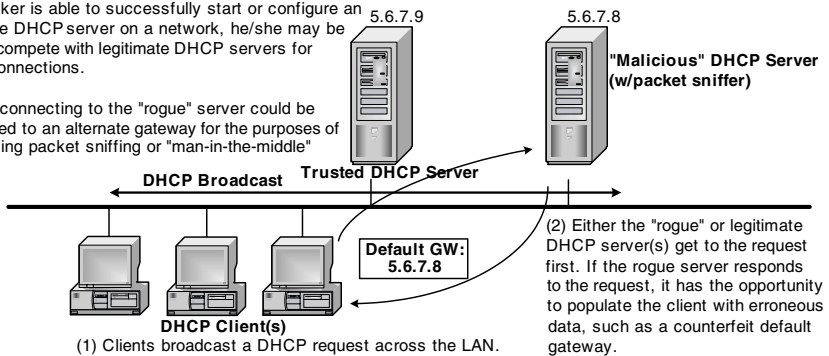 ker is able to successfully start or configure an
e DHCP server on a network, he/she may be
compete with legitimate DHCP servers for
onnections.
connecting to the "rogue" server could be
ed to an alternate gateway for the purposes of
ing packet sniffing or "man-in-the-middle"
5.6.7.9
5.6.7.8
"Malicious" DHCP Server
(w/packet sniffer)
Trusted DHCP Server
DHCP Broadcast
Default GW:
5.6.7.8
DHCP Client(s)
(1) Clients broadcast a DHCP request across the LAN.
(2) Either the "rogue" or legitimate
DHCP server(s) get to the request
first. If the rogue server responds
to the request, it has the opportunity
to populate the client with erroneous
data, such as a counterfeit default
gateway.